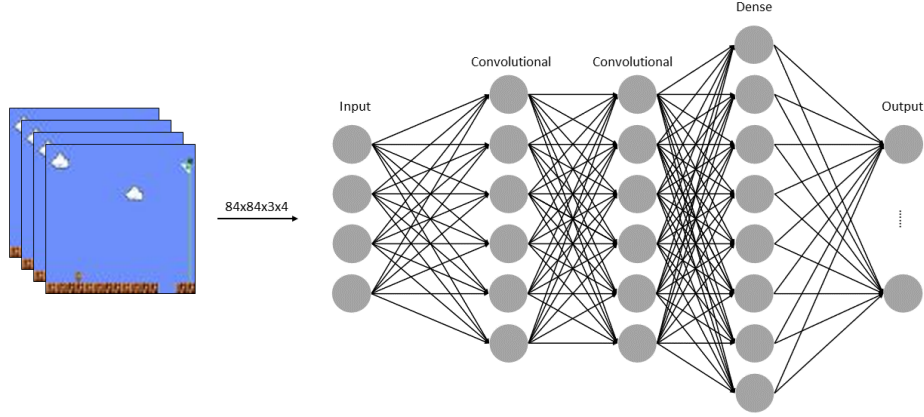 Dense
Convolutional
Convolutional
Input
Output
84x84x3x4